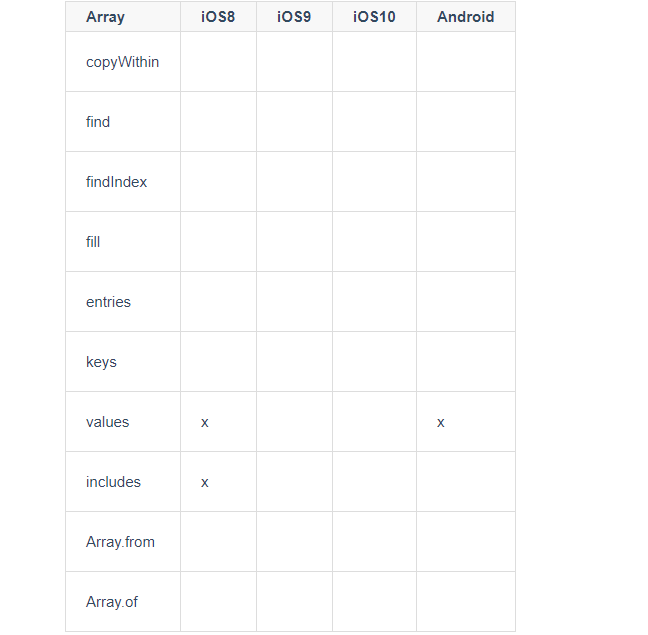 Array iOS8 iOS9 iOS10 Android
copyWithin
find
findIndex
fill
entries
keys
values x x
includes x
Array.from
Array.of